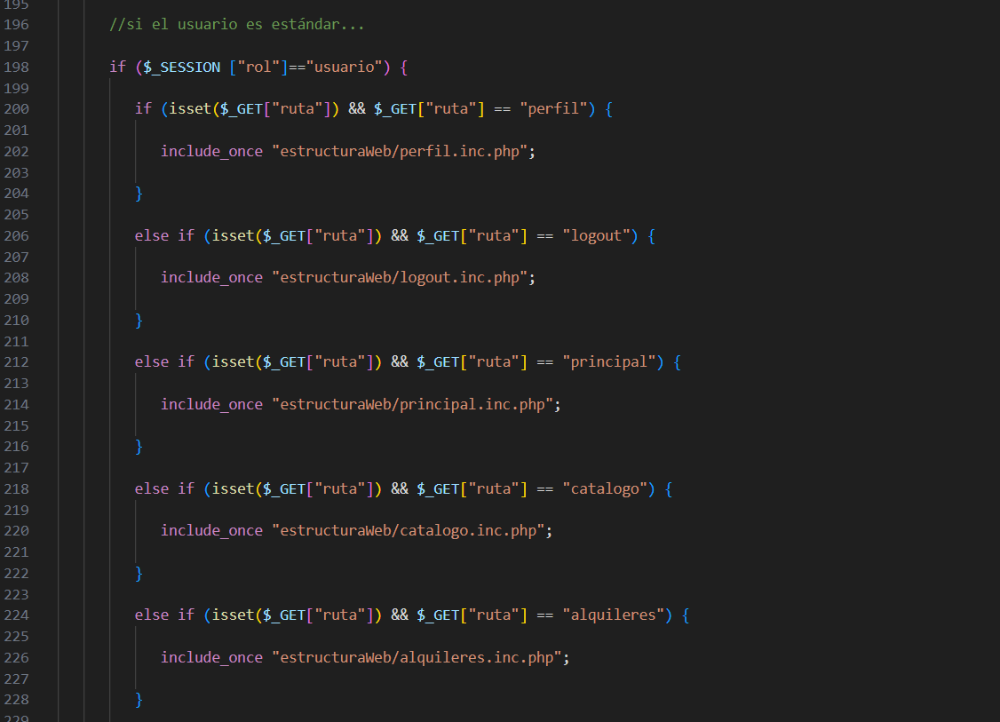 195
196 //si el usuario es estándar...
197
198 if ($_SESSION ["rol"]=="usuario") {
199
200 if (isset($_GET["ruta"]) && $_GET["ruta"] == "perfil") {
201
202 include_once "estructuraWeb/perfil.inc.php";
203
204 }
205
206 else if (isset($_GET["ruta"]) && $_GET["ruta"] == "logout") {
207
208 include_once "estructuraWeb/logout.inc.php";
209
210 }
211
212 else if (isset($_GET["ruta"]) && $_GET["ruta"] == "principal") {
213
214 include_once "estructuraWeb/principal.inc.php";
215
216 }
217
218 else if (isset($_GET["ruta"]) && $_GET["ruta"] == "catalogo") {
219
220 include_once "estructuraWeb/catalogo.inc.php";
221
222 }
223
224 else if (isset($_GET["ruta"]) && $_GET["ruta"] == "alquileres") {
225
226 include_once "estructuraWeb/alquileres.inc.php";
227
228 }
229